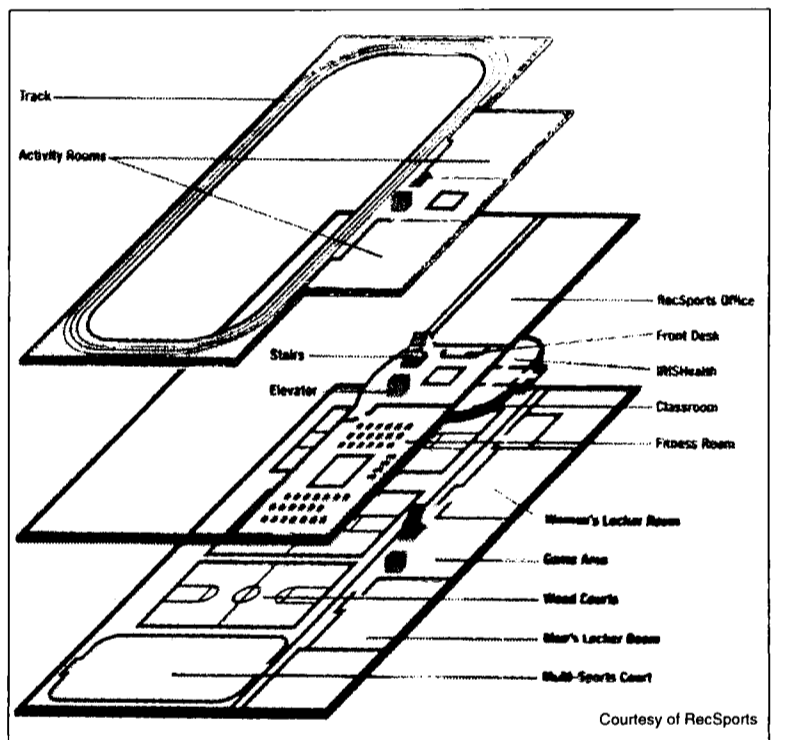 Track
Activity Rooms
RecSports Office
Front Desk
Stairs
IRISHealth
Elevator
Classroom
Fitness Room
Women's Locker Room
Game Area
Wood Courts
Men's Locker Room
Multi-Sports Court
Courtesy of RecSports